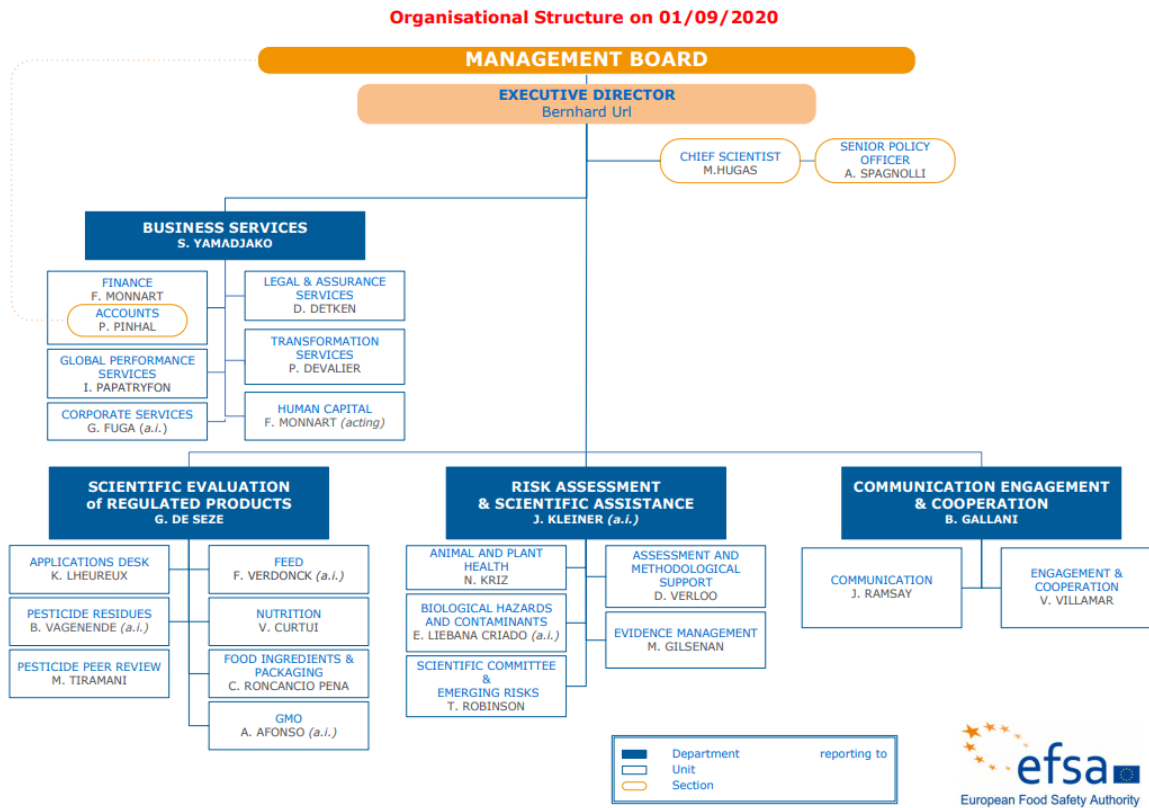 Organisational Structure on 01/09/2020
MANAGEMENT BOARD
EXECUTIVE DIRECTOR
Bernhard Url
CHIEF SCIENTIST
M.HUGAS
SENIOR POLICY
OFFICER
A. SPAGNOLLI
BUSINESS SERVICES
S. YAMADJAKO
FINANCE
F. MONNART
ACCOUNTS
P. PINHAL
GLOBAL PERFORMANCE
SERVICES
I. PAPATRYFON
CORPORATE SERVICES
G. FUGA (a.i.)
LEGAL & ASSURANCE
SERVICES
D. DETKEN
TRANSFORMATION
SERVICES
P. DEVALIER
HUMAN CAPITAL
F. MONNART (acting)
SCIENTIFIC EVALUATION
of REGULATED PRODUCTS
G. DE SEZE
APPLICATIONS DESK
K. LHEUREUX
PESTICIDE RESIDUES
B. VAGENENDE (a.i.)
PESTICIDE PEER REVIEW
M. TIRAMANI
FEED
F. VERDONCK (a.i.)
NUTRITION
V. CURTUI
FOOD INGREDIENTS &
PACKAGING
C. RONCANCIO PENA
GMO
A. AFONSO (a.i.)
RISK ASSESSMENT
& SCIENTIFIC ASSISTANCE
J. KLEINER (a.i.)
ANIMAL AND PLANT
HEALTH
N. KRIZ
BIOLOGICAL HAZARDS
AND CONTAMINANTS
E. LIEBANA CRIADO (a.i.)
SCIENTIFIC COMMITTEE
&
EMERGING RISKS
T. ROBINSON
ASSESSMENT AND
METHODOLOGICAL
SUPPORT
D. VERLOO
EVIDENCE MANAGEMENT
M. GILSENAN
COMMUNICATION ENGAGEMENT
& COOPERATION
B. GALLANI
COMMUNICATION
J. RAMSAY
ENGAGEMENT &
COOPERATION
V. VILLAMAR
Department reporting to
Unit
Section
efsa
European Food Safety Authority